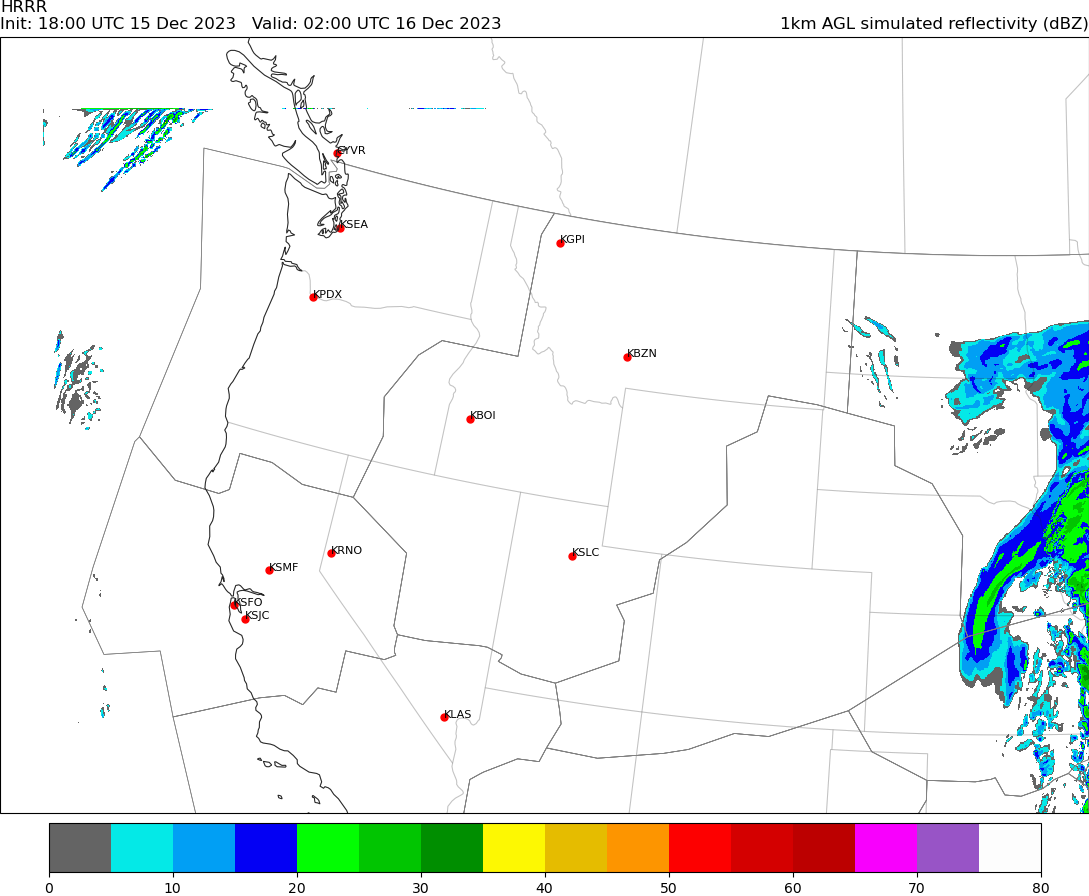 HRRR
Init: 18:00 UTC 15 Dec 2023 Valid: 02:00 UTC 16 Dec 2023 1km AGL simulated reflectivity (dBZ)
CYVR
KSEA
KGPI
KPDX
KBZN
KBOI
KRNO
KSLC
KSMF
KSFO
KSJC
KLAS
0 10 20 30 40 50 60 70 80